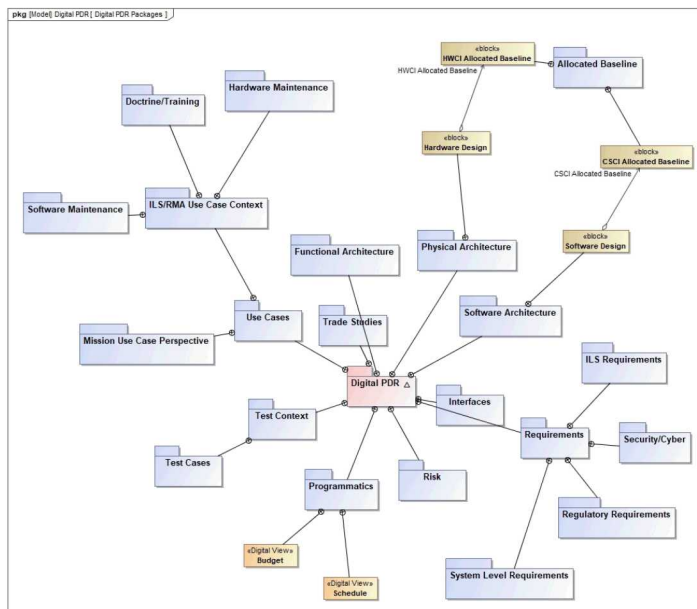 pkg [Model] Digital PDR [ Digital PDR Packages ]
«block»
HWCI Allocated Baseline
HWCI Allocated Baseline
Allocated Baseline
Hardware Maintenance
Doctrine/Training
«block»
Hardware Design
«block»
CSCI Allocated Baseline
CSCI Allocated Baseline
Software Maintenance
ILS/RMA Use Case Context
«block»
Software Design
Functional Architecture
Physical Architecture
Use Cases
Trade Studies
Software Architecture
Mission Use Case Perspective
ILS Requirements
Digital PDR
Interfaces
Test Context
Requirements
Security/Cyber
Test Cases
Programmatics
Risk
Regulatory Requirements
«Digital View»
Budget
System Level Requirements
«Digital View»
Schedule